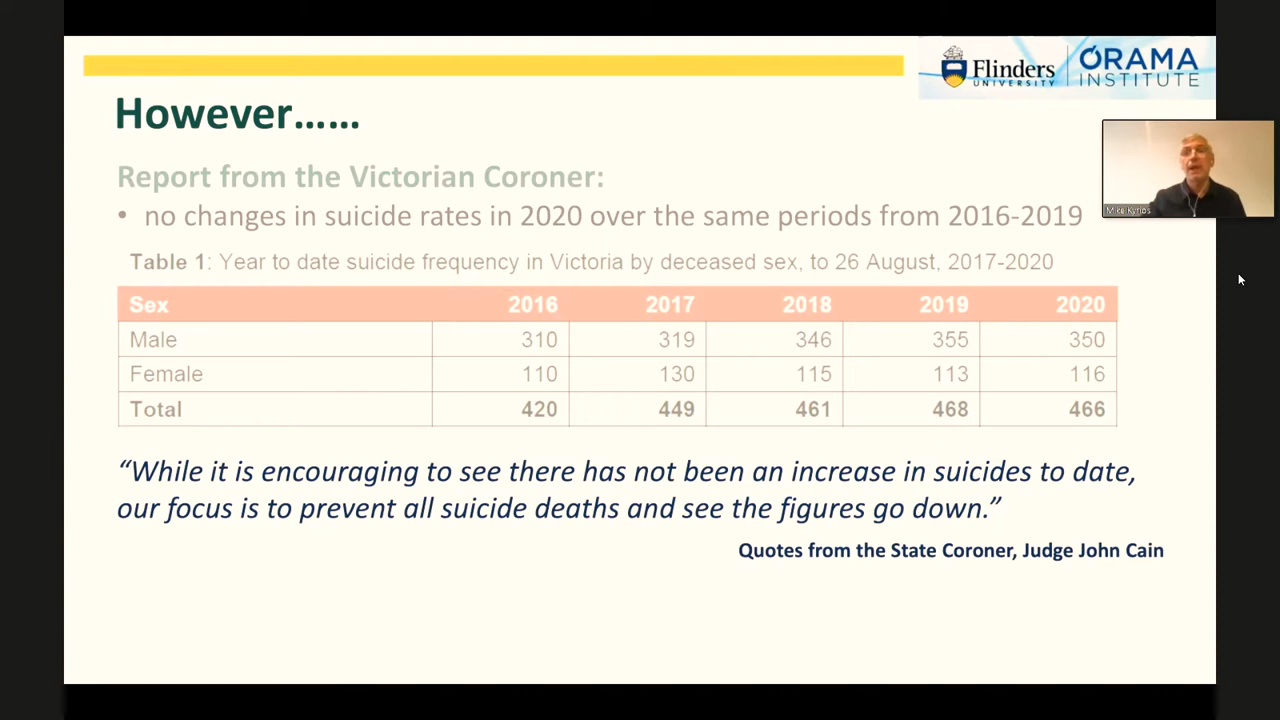 Flinders
UNIVERSITY
ÓRAMA
INSTITUTE
However……
Mike Kyrios
Report from the Victorian Coroner:
• no changes in suicide rates in 2020 over the same periods from 2016-2019
Table 1: Year to date suicide frequency in Victoria by deceased sex, to 26 August, 2017-2020
Sex 2016 2017 2018 2019 2020
Male 310 319 346 355 350
Female 110 130 115 113 116
Total 420 449 461 468 466
“While it is encouraging to see there has not been an increase in suicides to date,
our focus is to prevent all suicide deaths and see the figures go down.”
Quotes from the State Coroner, Judge John Cain